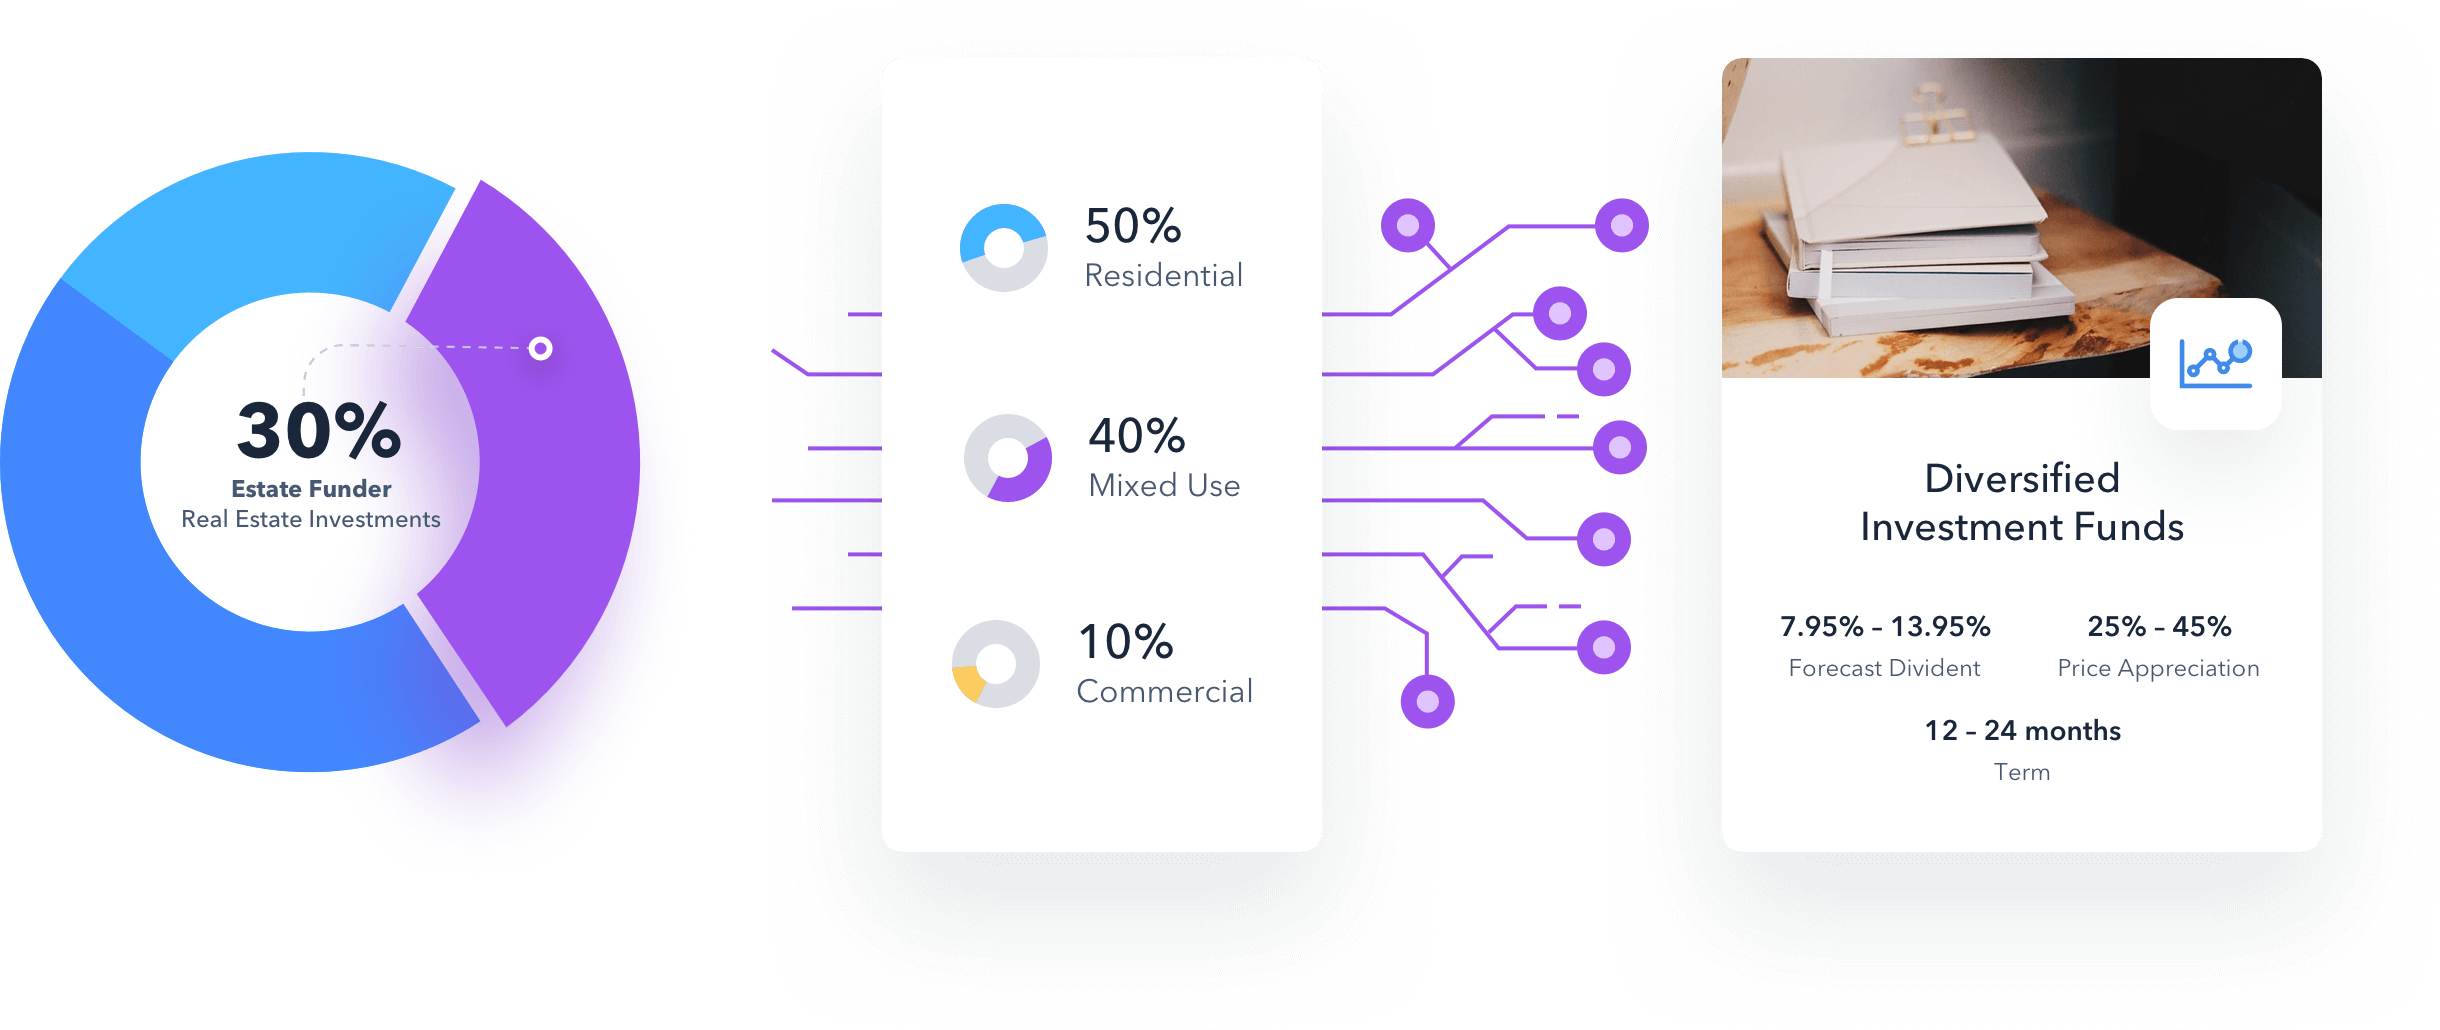 30%
Estate Funder
Real Estate Investments
50%
Residential
40%
Mixed Use
10%
Commercial
Diversified
Investment Funds
7.95% – 13.95%
Forecast Divident
25% – 45%
Price Appreciation
12 – 24 months
Term